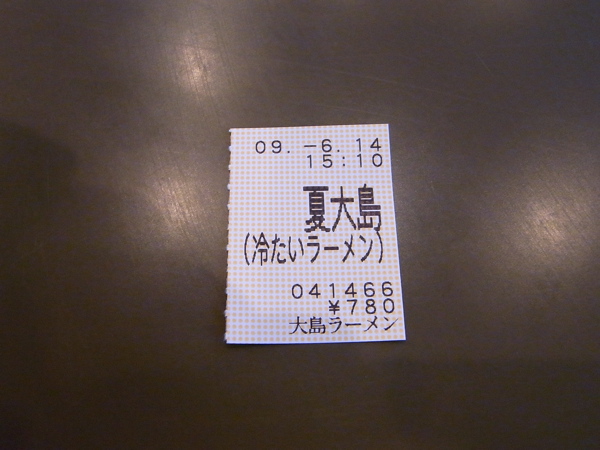 09. -6. 14
15:10
夏大島
(冷たいラーメン)
041466
¥780
大島ラーメン